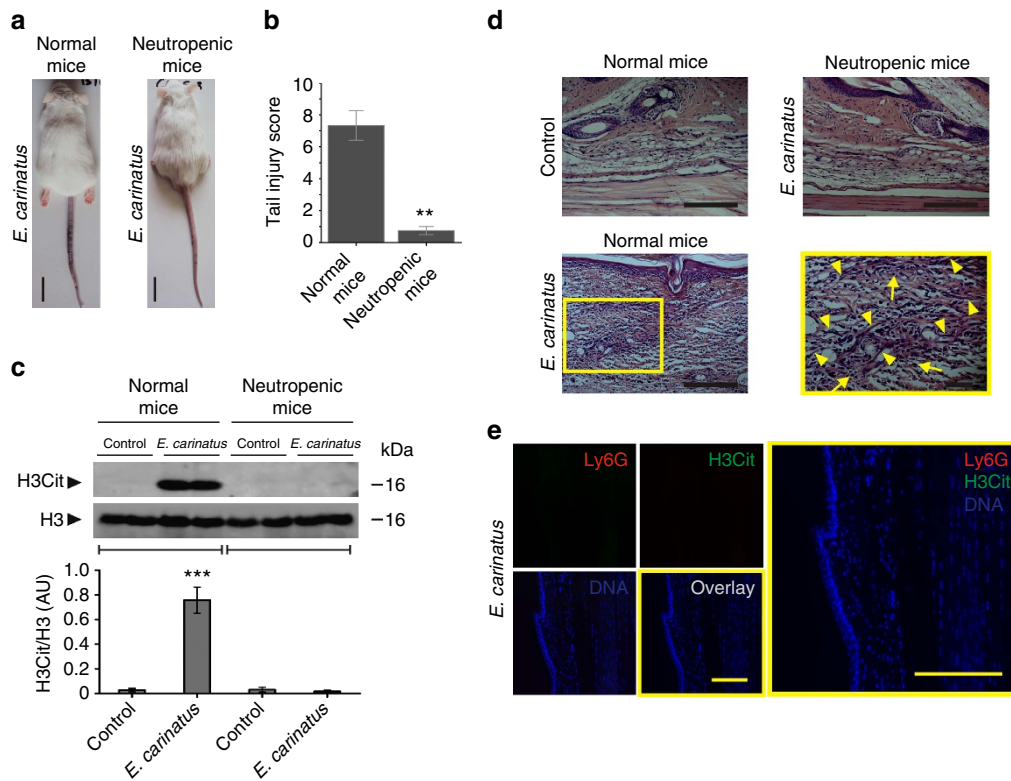 a
Normal
mice
Neutropenic
mice
E. carinatus
E. carinatus
b
Tail injury score
8
10
8
6
4
2
0
**
Normal
mice
Neutropenic
mice
c
Normal
mice
Neutropenic
mice
Control
E. carinatus
Control
E. carinatus
kDa
H3Cit
16
H3
16
H3Cit/H3 (AU)
1.0
0.8
0.6
0.4
0.2
0
***
Control
E. carinatus
Control
E. carinatus
d
Normal mice
Neutropenic mice
Control
E. carinatus
Normal mice
E. carinatus
e
E. carinatus
Ly6G
H3Cit
DNA
Overlay
Ly6G
H3Cit
DNA